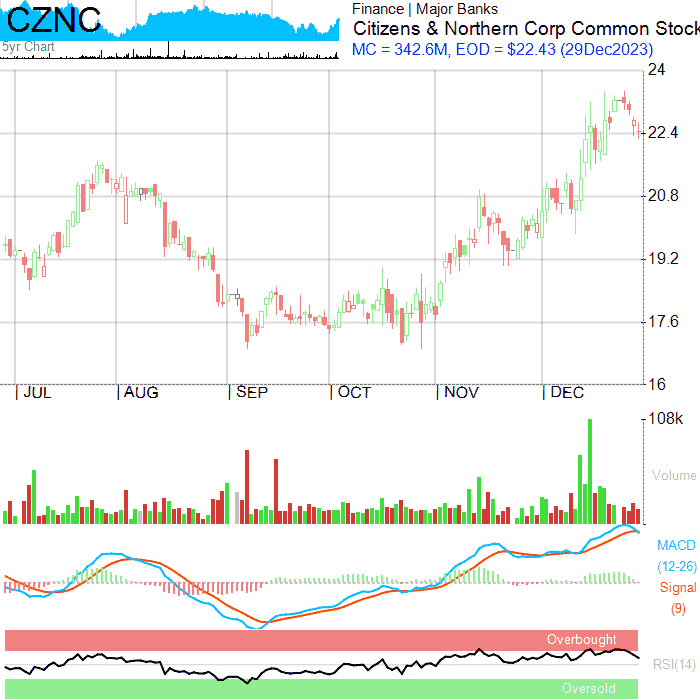 CZNC
5yr Chart
Finance | Major Banks
Citizens & Northern Corp Common Stock
MC = 342.6M, EOD = $22.43 (29Dec2023)
24
22.4
20.8
19.2
17.6
16
JUL AUG SEP OCT NOV DEC
108k
Volume
MACD
(12-26)
Signal
(9)
Overbought
RSI(14)
Oversold